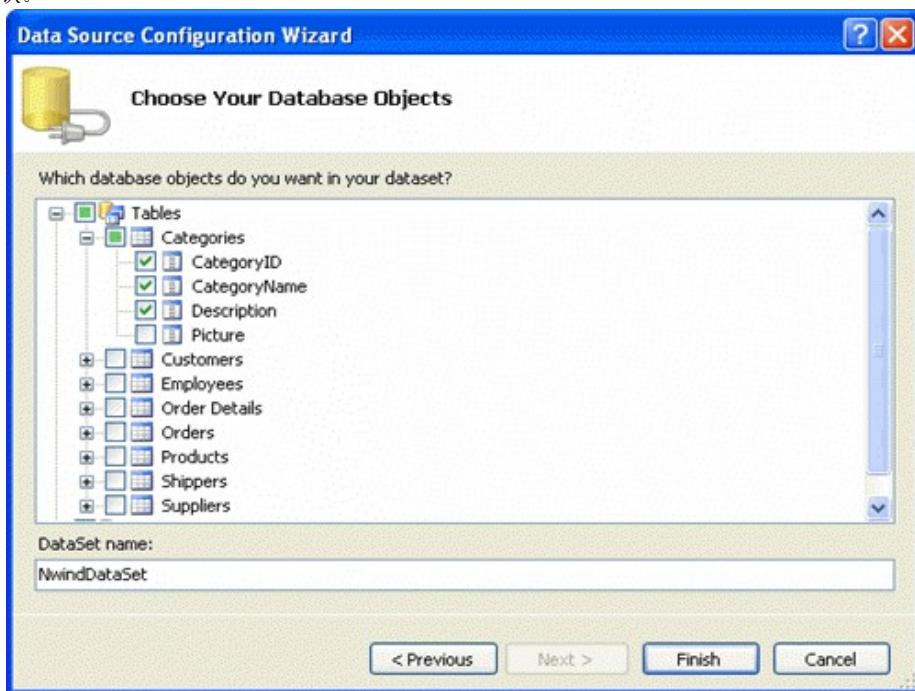 Data Source Configuration Wizard
Choose Your Database Objects
Which database objects do you want in your dataset?
Tables
Categories
CategoryID
CategoryName
Description
Picture
Customers
Employees
Order Details
Orders
Products
Shippers
Suppliers
DataSet name:
NwindDataSet
< Previous
Next >
Finish
Cancel